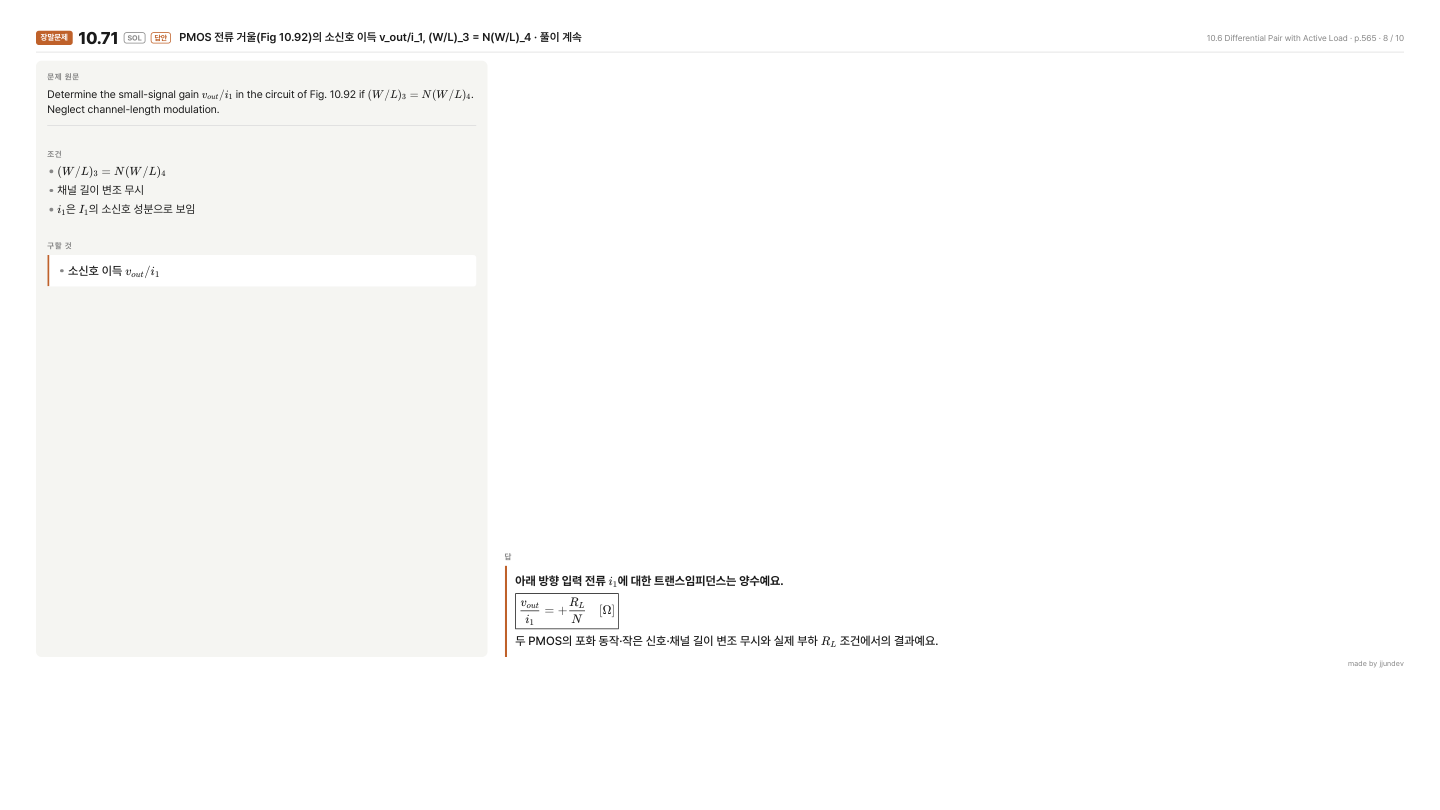 장말문제 10.71 SOL 답안 PMOS 전류 거울(Fig 10.92)의 소신호 이득 v_out/i_1, (W/L)_3 = N(W/L)_4 · 풀이 계속
10.6 Differential Pair with Active Load · p.565 · 8 / 10
문제 원문
Determine the small-signal gain v_{out}/i_1 in the circuit of Fig. 10.92 if (W/L)_3 = N(W/L)_4.
Neglect channel-length modulation.
조건
• (W/L)_3 = N(W/L)_4
• 채널 길이 변조 무시
• i_1은 I_1의 소신호 성분으로 보임
구할 것
• 소신호 이득 v_{out}/i_1
답
아래 방향 입력 전류 i_1에 대한 트랜스임피던스는 양수예요.
\frac{v_{out}}{i_1} = +\frac{R_L}{N} [Ω]
두 PMOS의 포화 동작·작은 신호·채널 길이 변조 무시와 실제 부하 R_L 조건에서의 결과예요.
made by jjundev